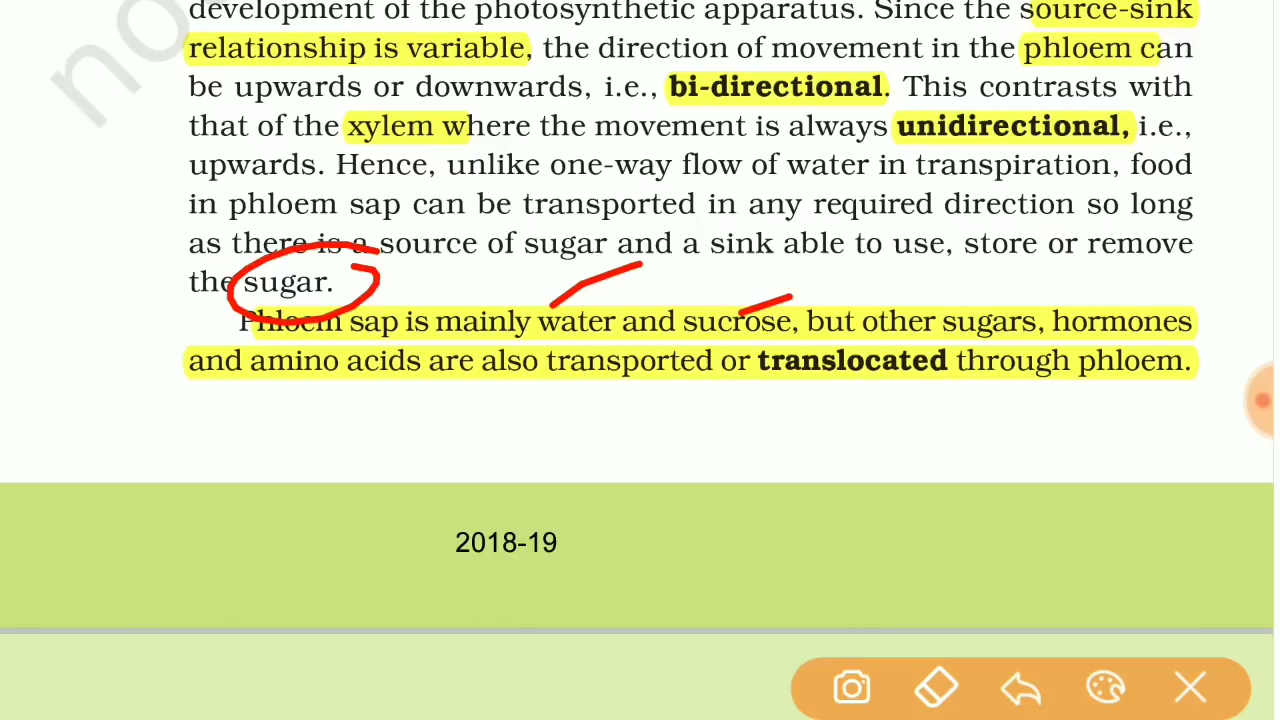 development of the photosynthetic apparatus. Since the source-sink
relationship is variable, the direction of movement in the phloem can
be upwards or downwards, i.e., bi-directional. This contrasts with
that of the xylem where the movement is always unidirectional, i.e.,
upwards. Hence, unlike one-way flow of water in transpiration, food
in phloem sap can be transported in any required direction so long
as there is a source of sugar and a sink able to use, store or remove
the sugar.
Phloem sap is mainly water and sucrose, but other sugars, hormones
and amino acids are also transported or translocated through phloem.
2018-19
no